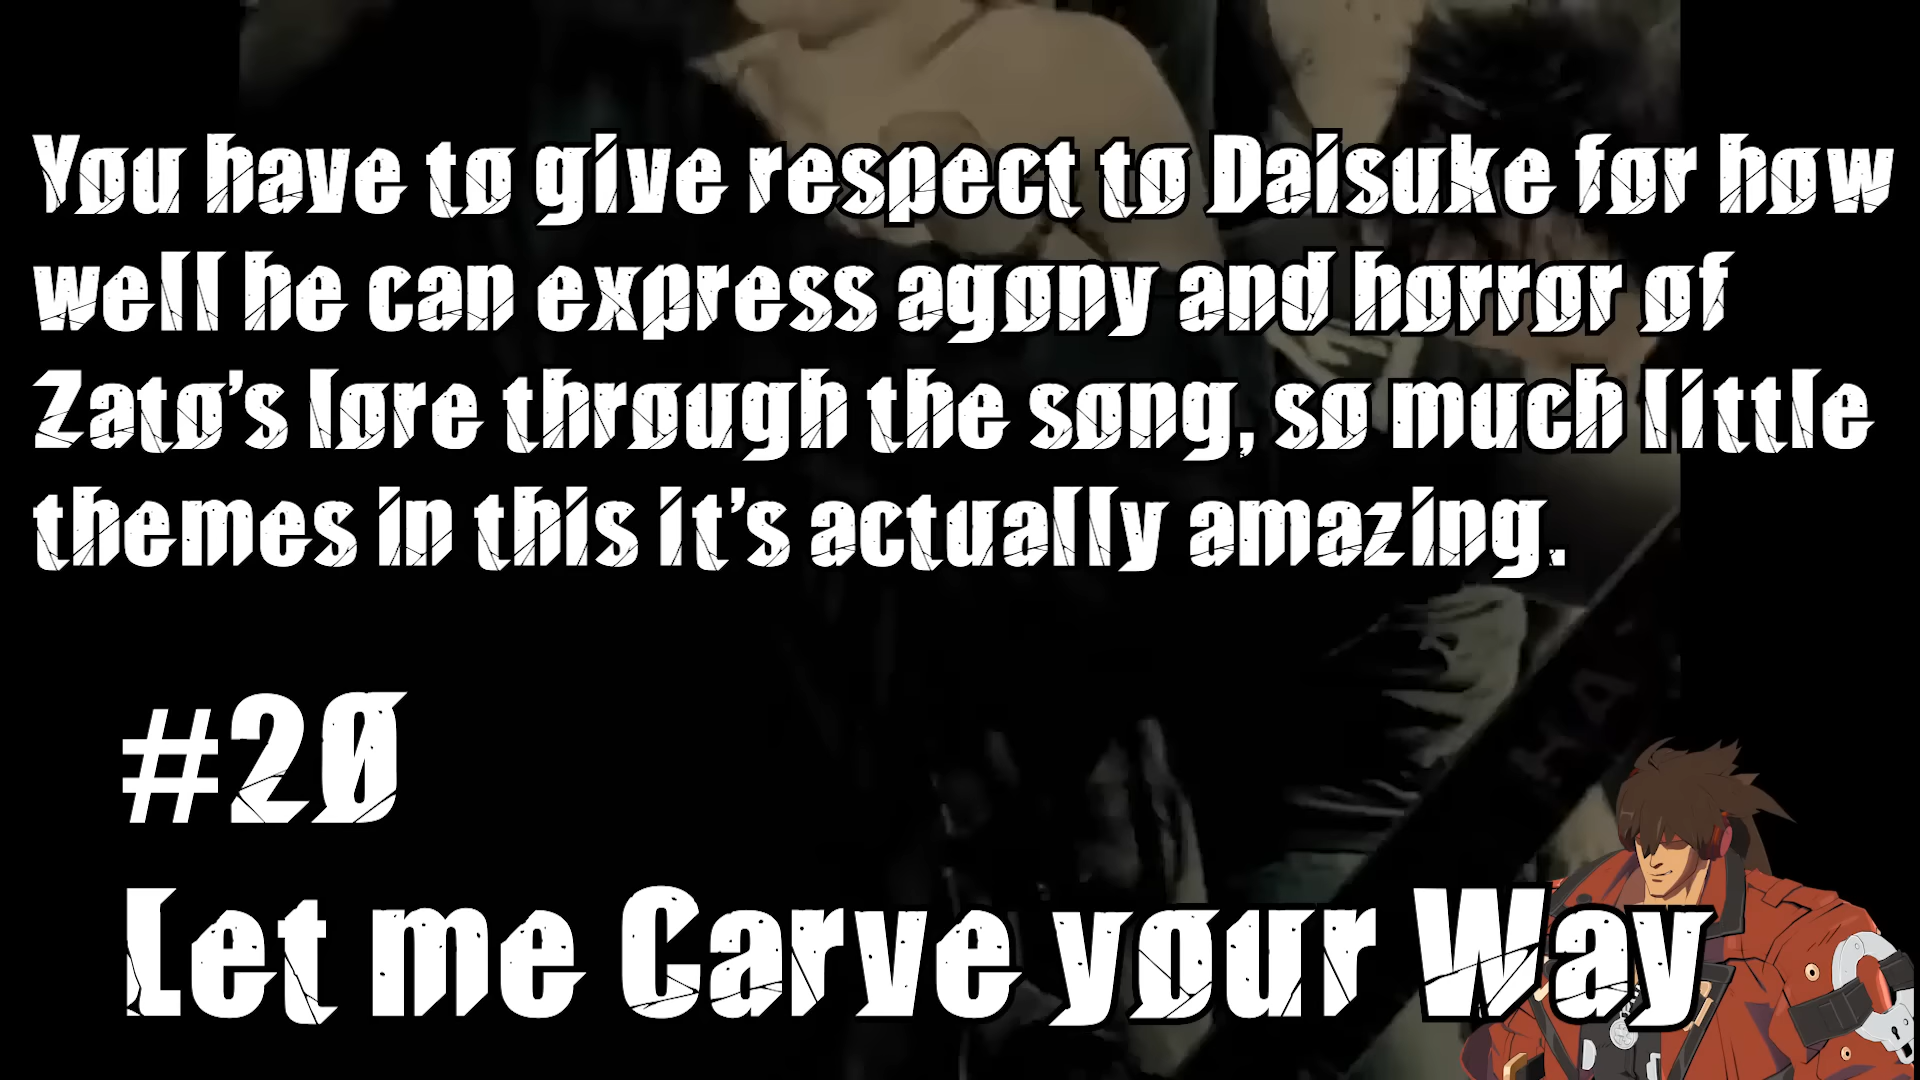 You have to give respect to Daisuke for how
well he can express agony and horror of
Zato's lore through the song, so much little
themes in this it's actually amazing.
#20
Let me Carve your Way